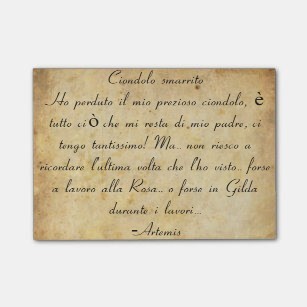 Ciondolo smarrito
Ho perduto il mio prezioso ciondolo, è
tutto ciò che mi resta di mio padre, ci
tengo tantissimo! Ma.. non riesco a
ricordare l'ultima volta che l'ho visto.. forse
a lavoro alla Rosa.. o forse in Gilda
durante i lavori...
-Artemis